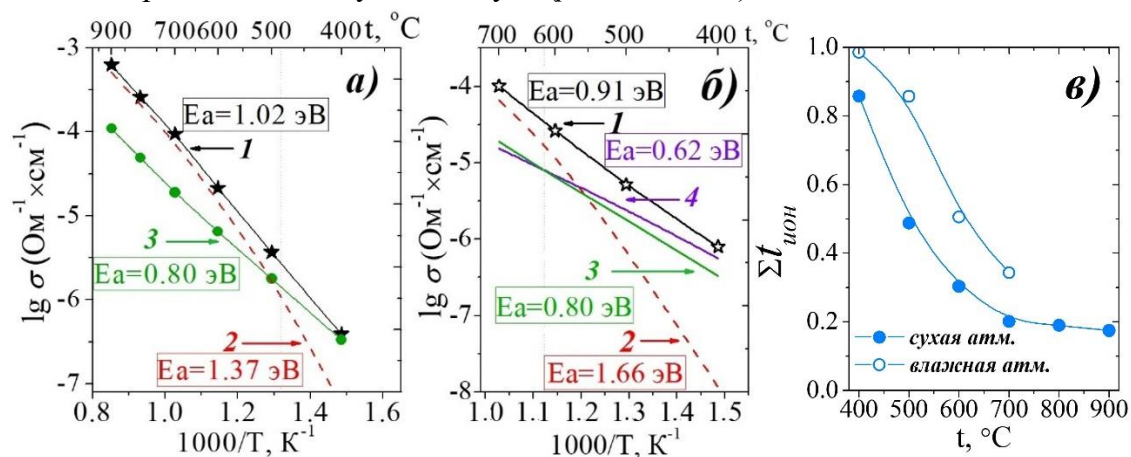 900 700 600 500 400 t, °C
а)
Ea=1.02 эВ
1
3
Ea=0.80 эВ
2
Ea=1.37 эВ
lg σ (Ом⁻¹×см⁻¹)
-3
-4
-5
-6
-7
0.8 1.0 1.2 1.4 1.6
1000/T, К⁻¹
700 600 500 400 t, °C
б)
Ea=0.91 эВ
1
Ea=0.62 эВ
4
3
Ea=0.80 эВ
2
Ea=1.66 эВ
lg σ (Ом⁻¹×см⁻¹)
-4
-5
-6
-7
-8
1.0 1.1 1.2 1.3 1.4 1.5
1000/T, К⁻¹
в)
Σt ион
1.0
0.8
0.6
0.4
0.2
0.0
сухая атм.
влажная атм.
400 500 600 700 800 900
t, °C